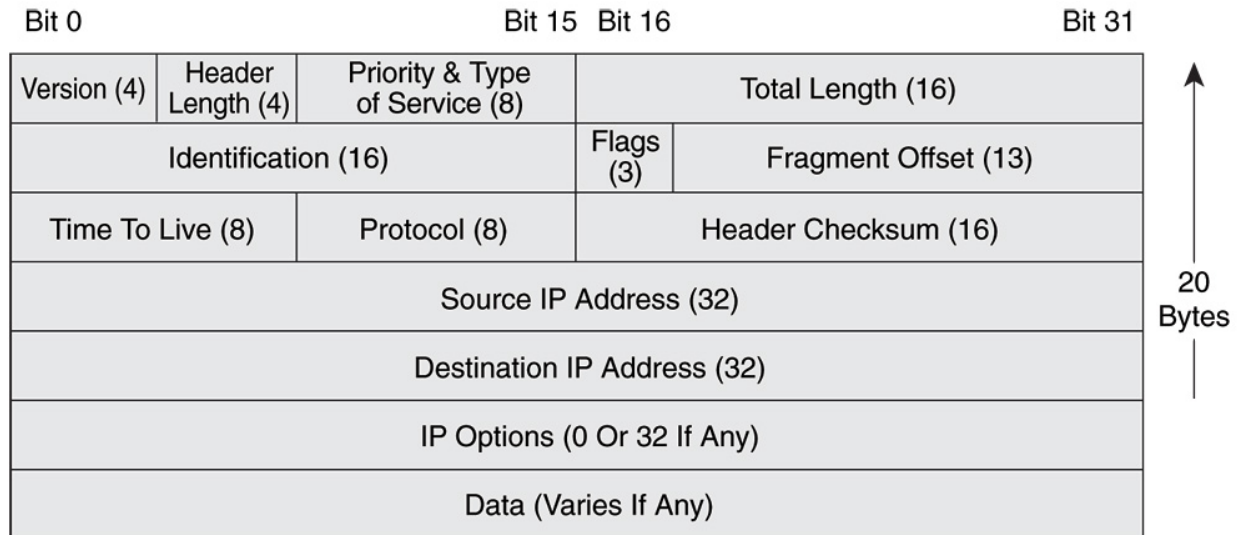 Bit 0 Bit 15 Bit 16 Bit 31
Version (4)
Header
Length (4)
Priority & Type
of Service (8)
Total Length (16)
Identification (16)
Flags
(3)
Fragment Offset (13)
Time To Live (8)
Protocol (8)
Header Checksum (16)
Source IP Address (32)
20
Bytes
Destination IP Address (32)
IP Options (0 Or 32 If Any)
Data (Varies If Any)